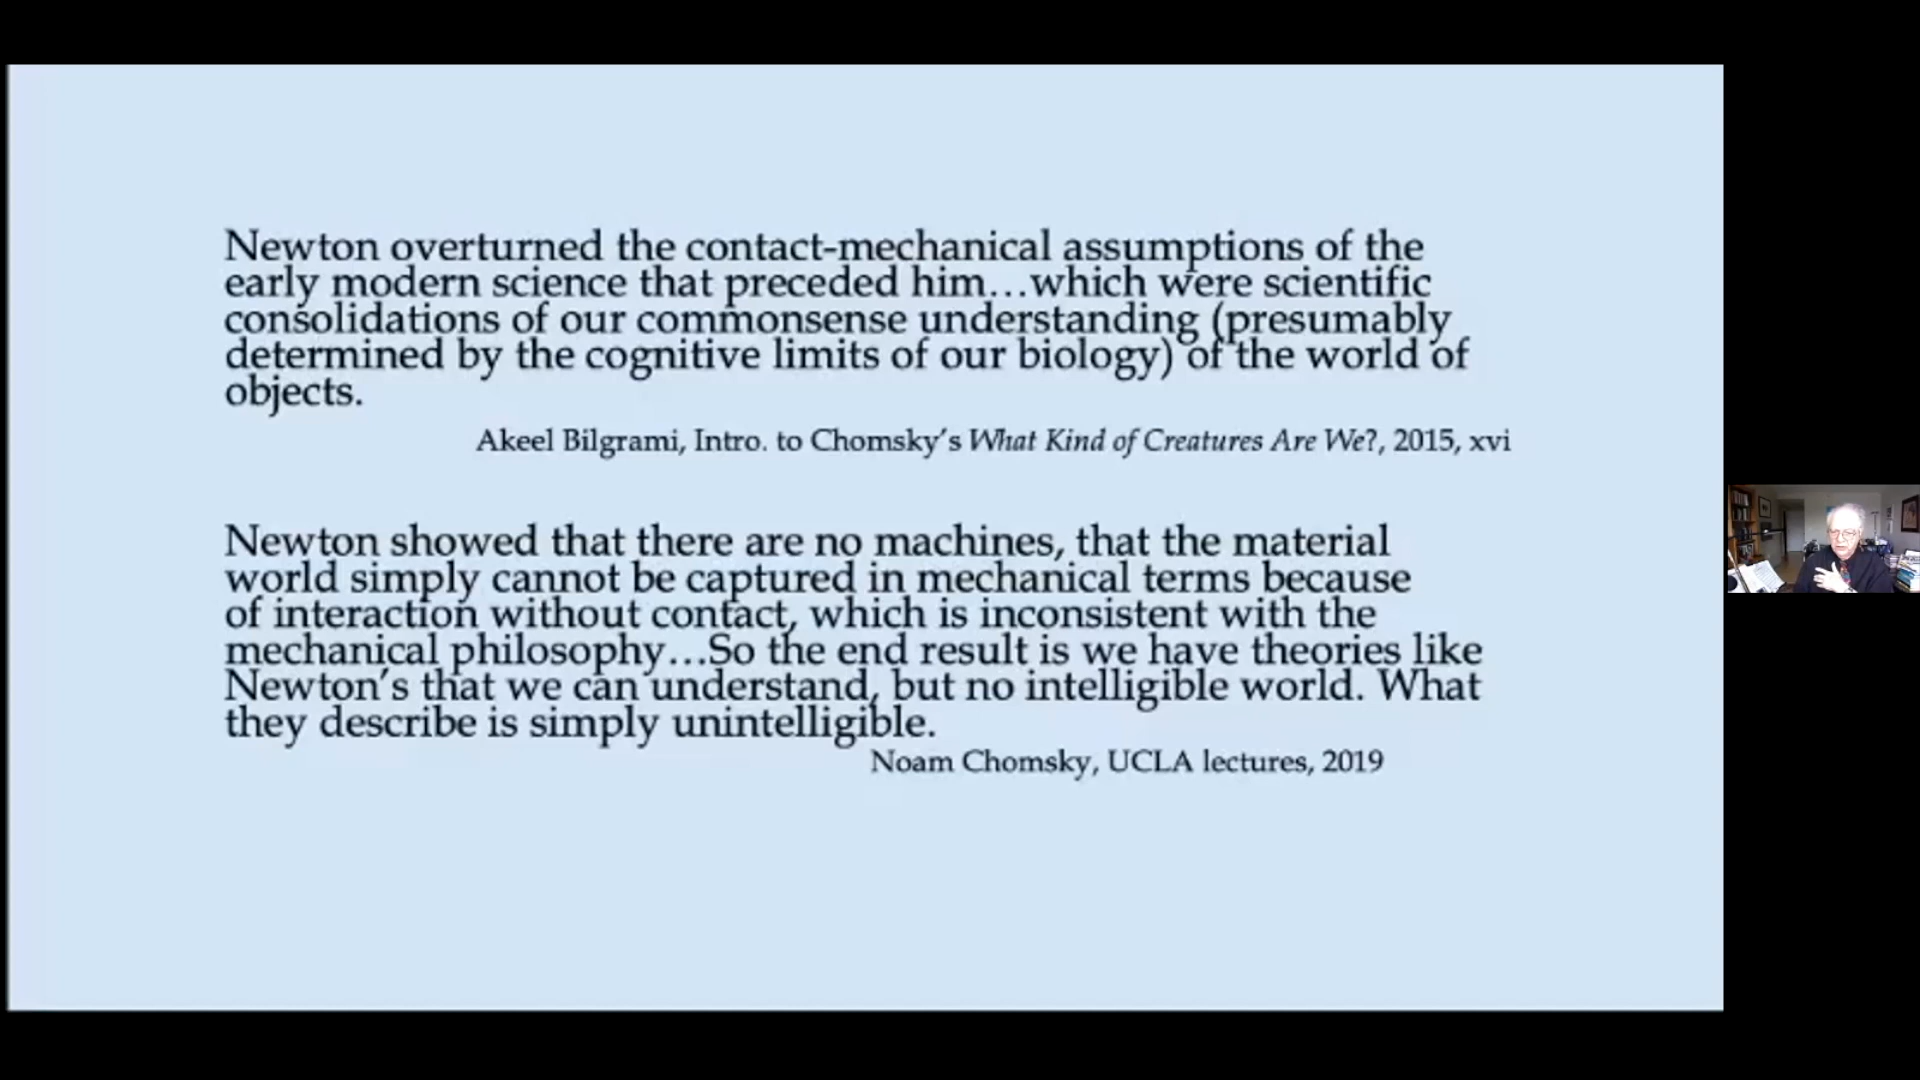 Newton overturned the contact-mechanical assumptions of the
early modern science that preceded him…which were scientific
consolidations of our commonsense understanding (presumably
determined by the cognitive limits of our biology) of the world of
objects.
Akeel Bilgrami, Intro. to Chomsky's What Kind of Creatures Are We?, 2015, xvi
Newton showed that there are no machines, that the material
world simply cannot be captured in mechanical terms because
of interaction without contact, which is inconsistent with the
mechanical philosophy…So the end result is we have theories like
Newton's that we can understand, but no intelligible world. What
they describe is simply unintelligible.
Noam Chomsky, UCLA lectures, 2019